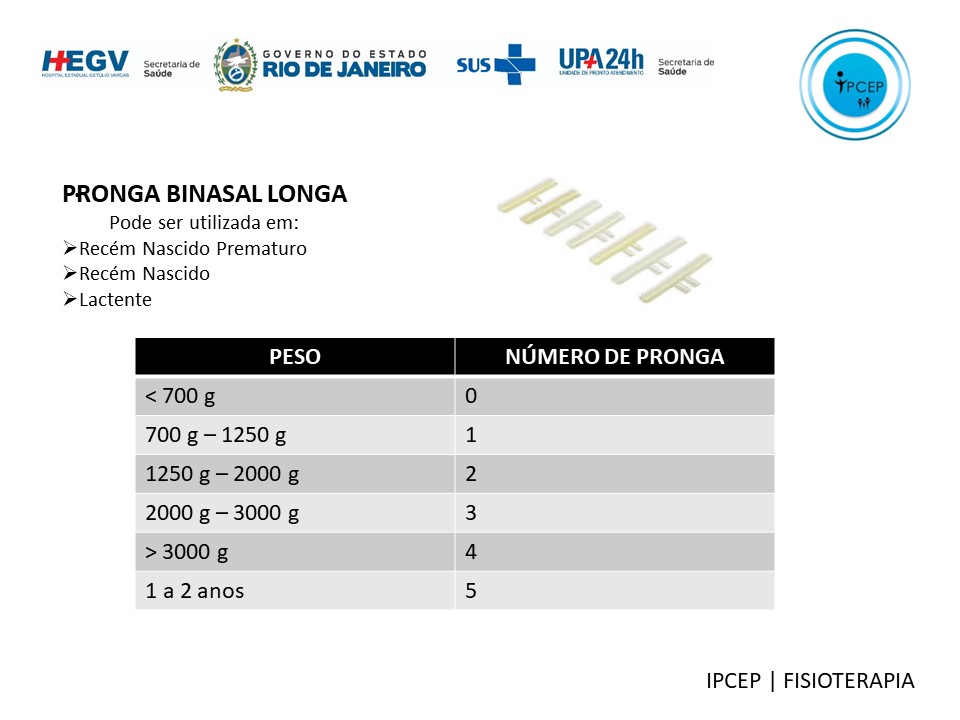 HEGV
HOSPITAL ESTADUAL GETÚLIO VARGAS
Secretaria de
Saúde
GOVERNO DO ESTADO
RIO DE JANEIRO
SUS
UPA 24h
UNIDADE DE PRONTO ATENDIMENTO
Secretaria de
Saúde
IPCEP
PRONGA BINASAL LONGA
Pode ser utilizada em:
➢Recém Nascido Prematuro
➢Recém Nascido
➢Lactente
PESO NÚMERO DE PRONGA
< 700 g 0
700 g – 1250 g 1
1250 g – 2000 g 2
2000 g – 3000 g 3
> 3000 g 4
1 a 2 anos 5
IPCEP | FISIOTERAPIA